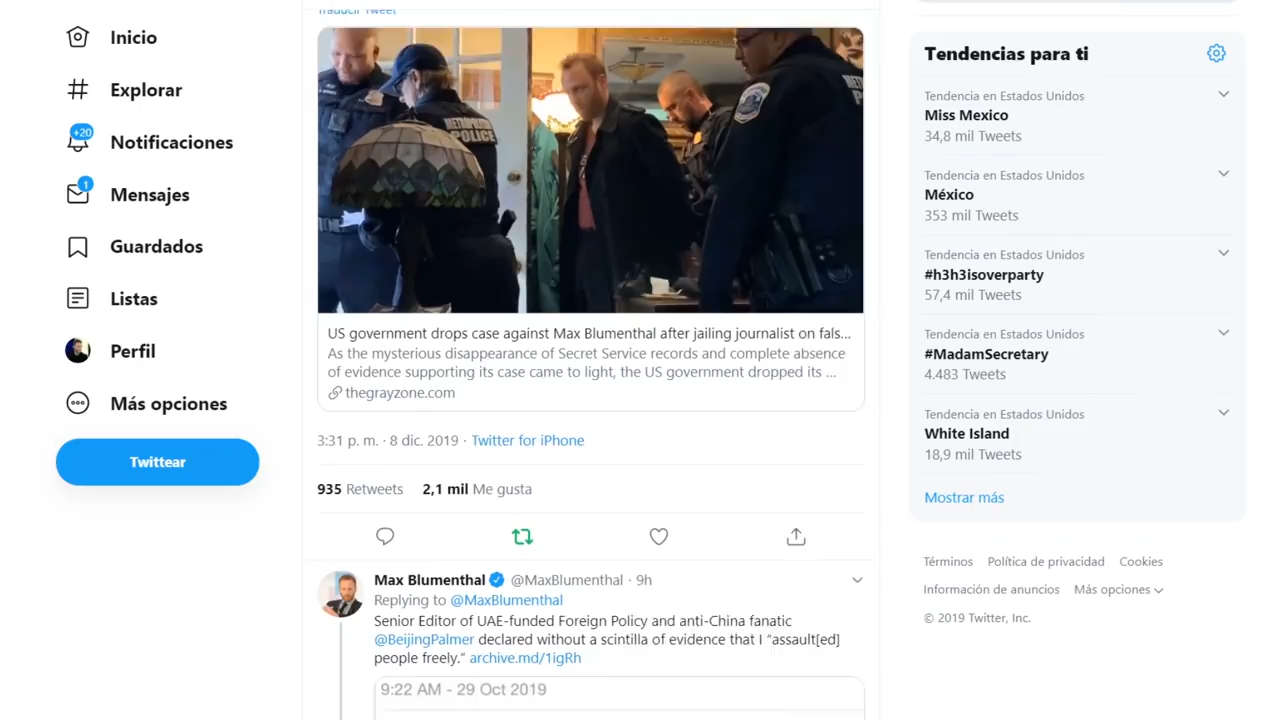 Traducir Tweet
Inicio
Explorar
+20
Notificaciones
1
Mensajes
Guardados
Listas
Perfil
Más opciones
Twittear
METROPOLITAN
POLICE
US government drops case against Max Blumenthal after jailing journalist on fals...
As the mysterious disappearance of Secret Service records and complete absence
of evidence supporting its case came to light, the US government dropped its ...
thegrayzone.com
3:31 p. m. · 8 dic. 2019 · Twitter for iPhone
935 Retweets 2,1 mil Me gusta
Max Blumenthal @MaxBlumenthal · 9h
Replying to @MaxBlumenthal
Senior Editor of UAE-funded Foreign Policy and anti-China fanatic
@BeijingPalmer declared without a scintilla of evidence that I “assault[ed]
people freely.” archive.md/1igRh
9:22 AM - 29 Oct 2019
Tendencias para ti
Tendencia en Estados Unidos
Miss Mexico
34,8 mil Tweets
Tendencia en Estados Unidos
México
353 mil Tweets
Tendencia en Estados Unidos
#h3h3isoverparty
57,4 mil Tweets
Tendencia en Estados Unidos
#MadamSecretary
4.483 Tweets
Tendencia en Estados Unidos
White Island
18,9 mil Tweets
Mostrar más
Términos Política de privacidad Cookies
Información de anuncios Más opciones
© 2019 Twitter, Inc.